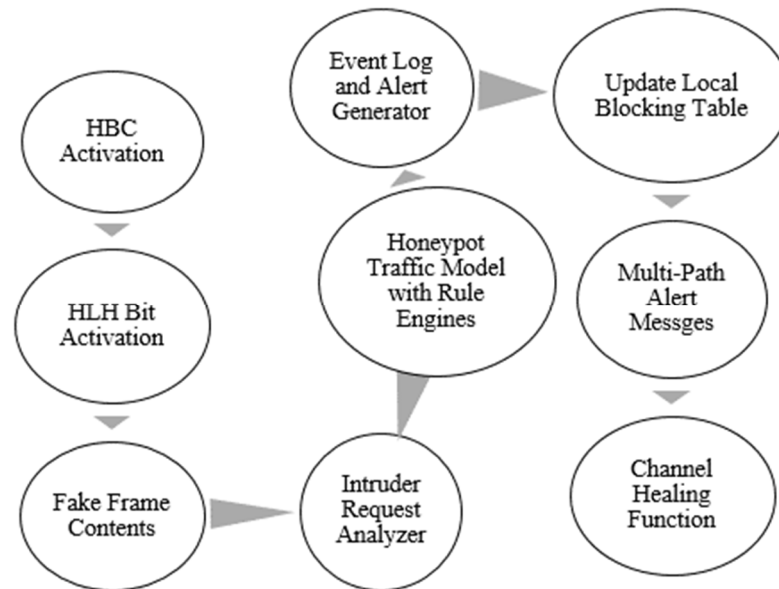 HBC
Activation
HLH Bit
Activation
Fake Frame
Contents
Intruder
Request
Analyzer
Honeypot
Traffic Model
with Rule
Engines
Event Log
and Alert
Generator
Update Local
Blocking Table
Multi-Path
Alert
Messges
Channel
Healing
Function